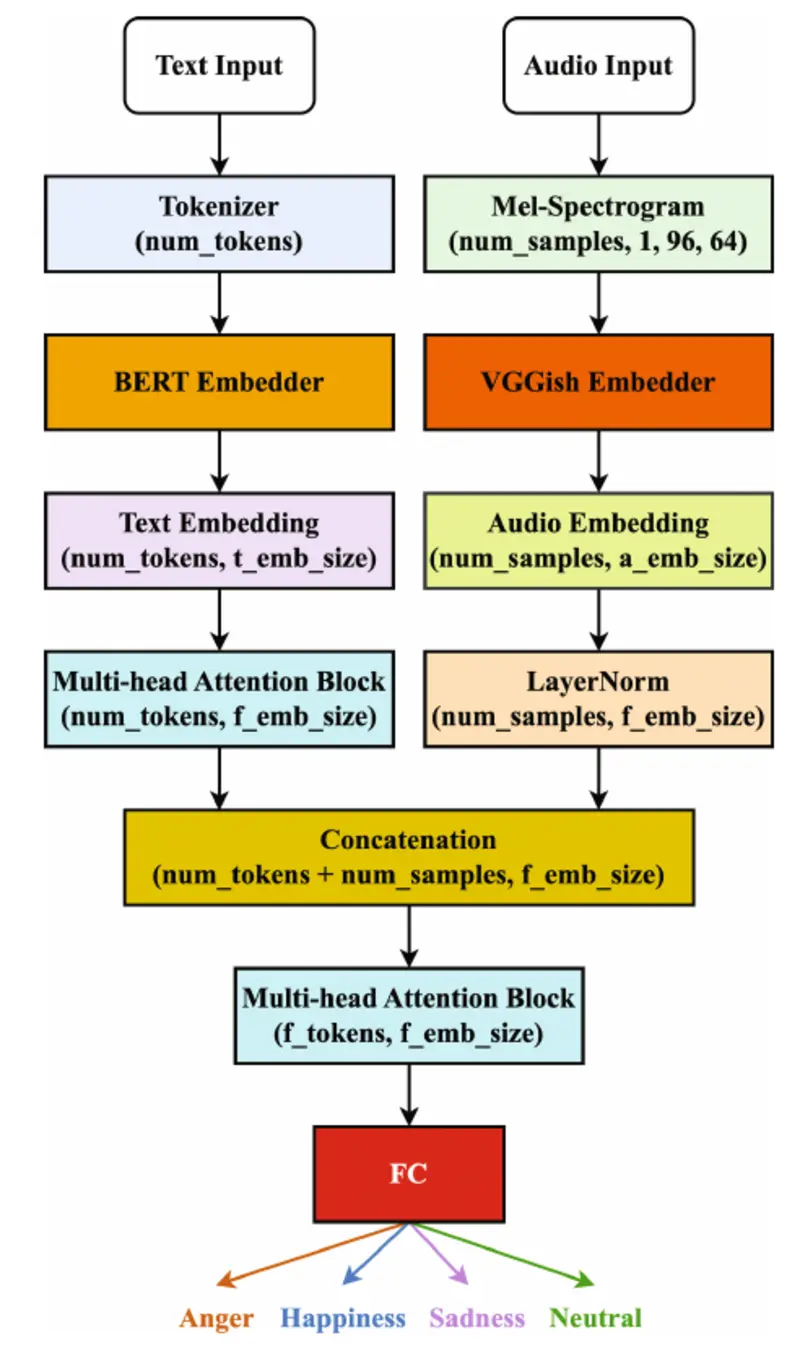 Text Input
Audio Input
Tokenizer
(num_tokens)
Mel-Spectrogram
(num_samples, 1, 96, 64)
BERT Embedder
VGGish Embedder
Text Embedding
(num_tokens, t_emb_size)
Audio Embedding
(num_samples, a_emb_size)
Multi-head Attention Block
(num_tokens, f_emb_size)
LayerNorm
(num_samples, f_emb_size)
Concatenation
(num_tokens + num_samples, f_emb_size)
Multi-head Attention Block
(f_tokens, f_emb_size)
FC
Anger Happiness Sadness Neutral